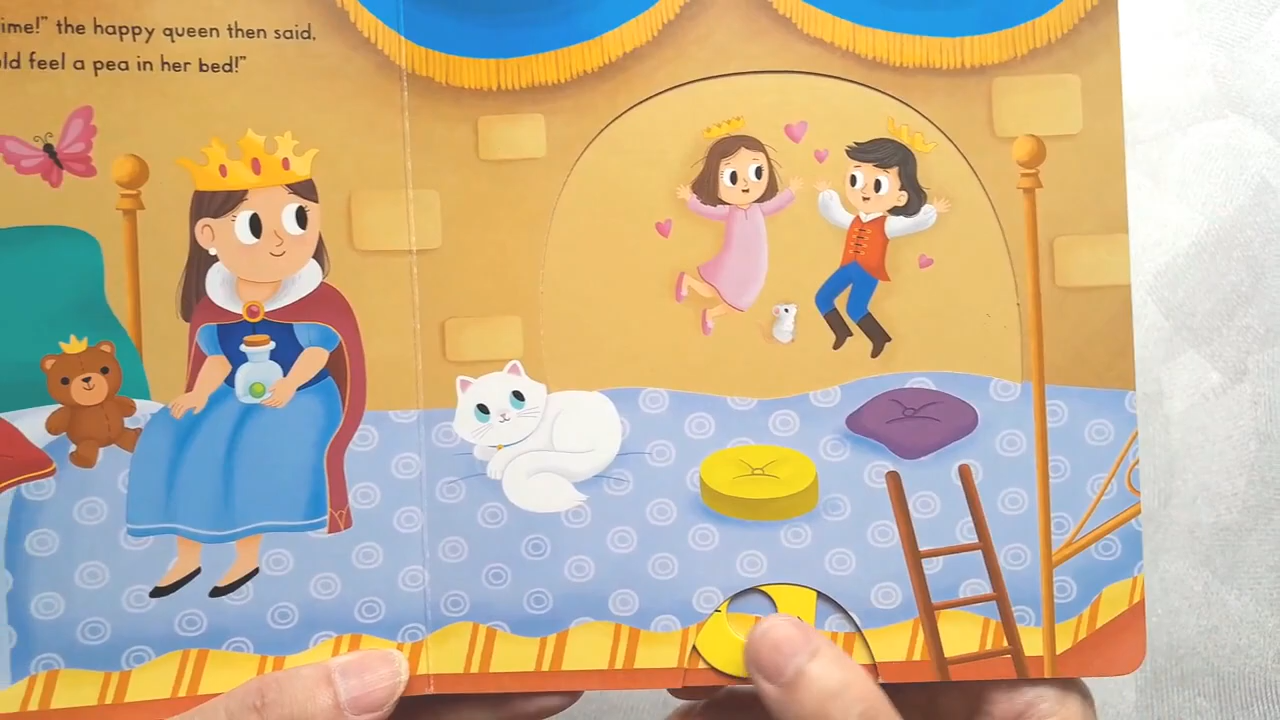 ime!” the happy queen then said,
ld feel a pea in her bed!”